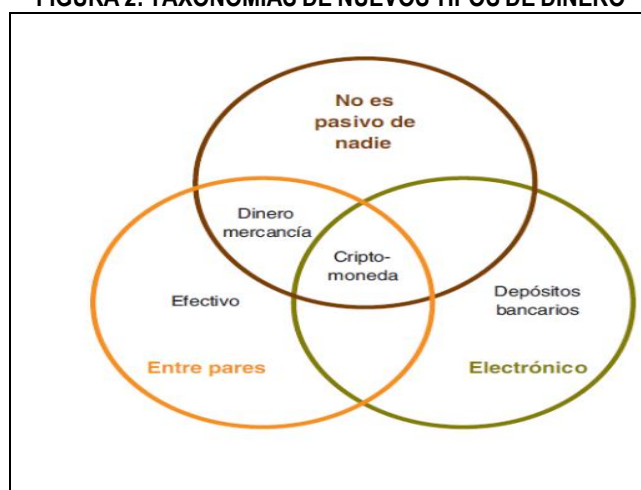 FIGURA 2. TAXONOMIAS DE NUEVOS TIPOS DE DINERO
No es
pasivo de
nadie
Dinero
mercancía
Cripto-
moneda
Efectivo
Depósitos
bancarios
Entre pares
Electrónico